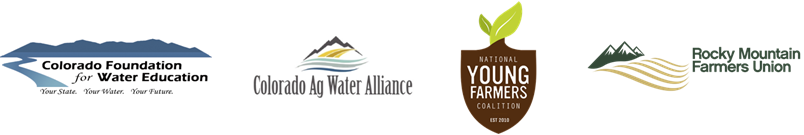 Colorado Foundation
for Water Education
Your State. Your Water. Your Future.
Colorado Ag Water Alliance
NATIONAL
YOUNG
FARMERS
COALITION
EST 2010
Rocky Mountain
Farmers Union